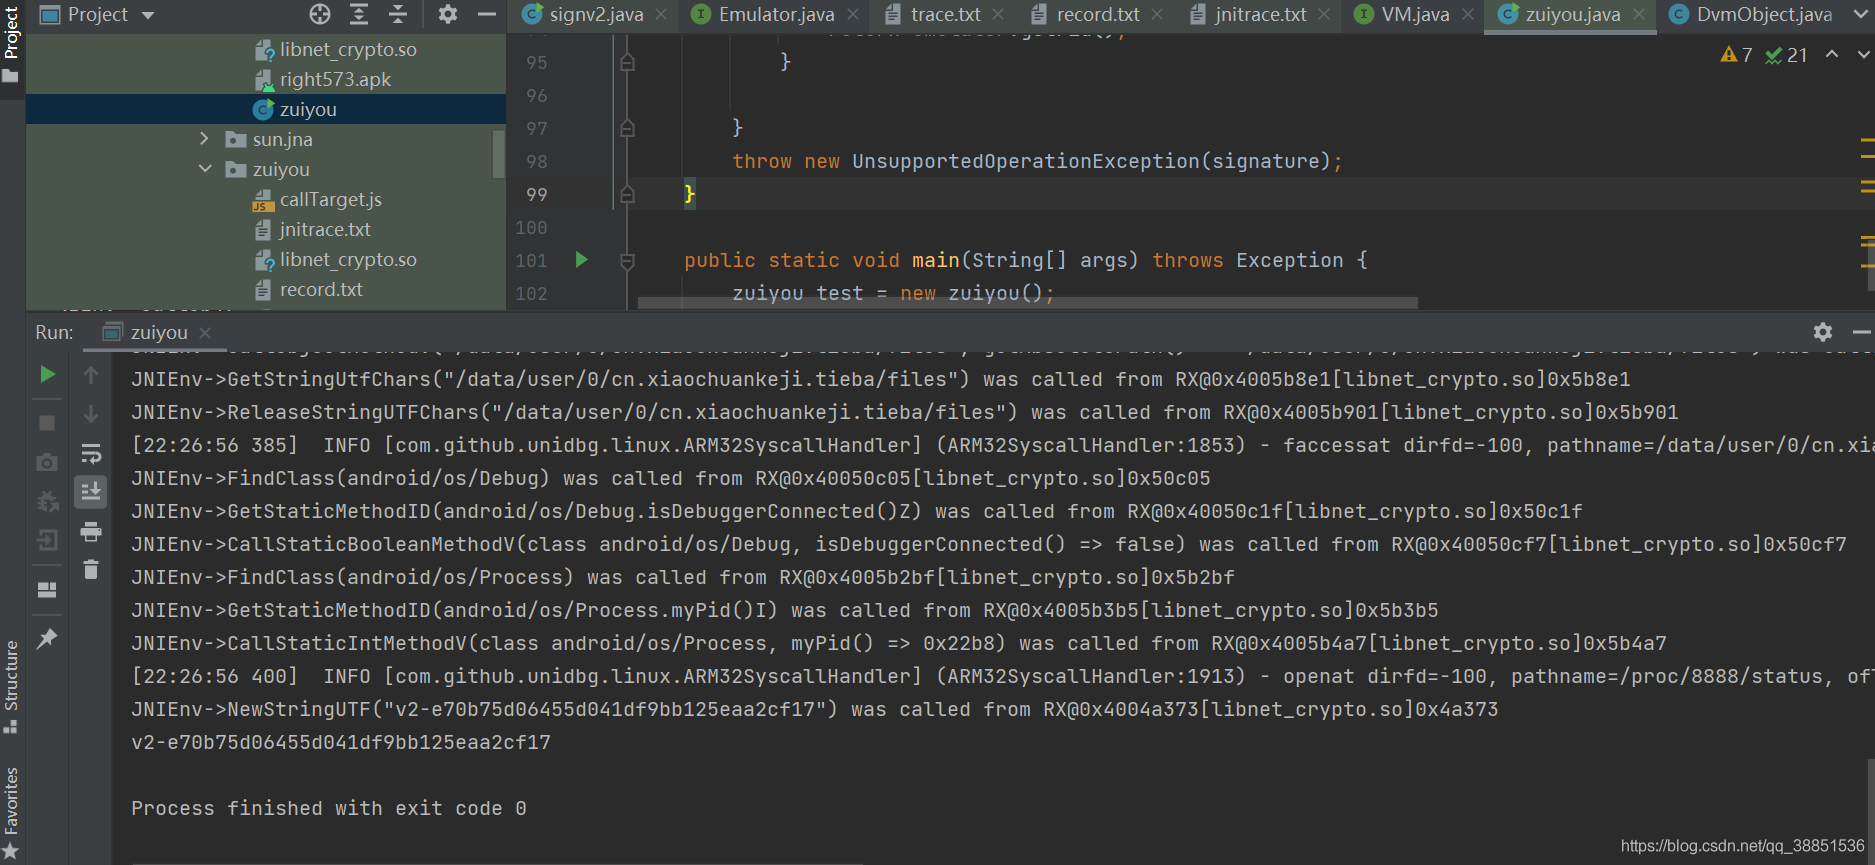 Project
signv2.java
Emulator.java
trace.txt
record.txt
jnitrace.txt
VM.java
zuiyou.java
DvmObject.java
Project
libnet_crypto.so
right573.apk
zuiyou
sun.jna
zuiyou
callTarget.js
jnitrace.txt
libnet_crypto.so
record.txt
7 21
95 }
96
97 }
98 throw new UnsupportedOperationException(signature);
99 }
100
101 public static void main(String[] args) throws Exception {
102 zuiyou test = new zuiyou();
Run: zuiyou
JNIEnv->GetStringUtfChars("/data/user/0/cn.xiaochuankeji.tieba/files") was called from RX@0x4005b8e1[libnet_crypto.so]0x5b8e1
JNIEnv->ReleaseStringUTFChars("/data/user/0/cn.xiaochuankeji.tieba/files") was called from RX@0x4005b901[libnet_crypto.so]0x5b901
[22:26:56 385]  INFO [com.github.unidbg.linux.ARM32SyscallHandler] (ARM32SyscallHandler:1853) - faccessat dirfd=-100, pathname=/data/user/0/cn.xia
JNIEnv->FindClass(android/os/Debug) was called from RX@0x40050c05[libnet_crypto.so]0x50c05
JNIEnv->GetStaticMethodID(android/os/Debug.isDebuggerConnected()Z) was called from RX@0x40050c1f[libnet_crypto.so]0x50c1f
JNIEnv->CallStaticBooleanMethodV(class android/os/Debug, isDebuggerConnected() => false) was called from RX@0x40050cf7[libnet_crypto.so]0x50cf7
JNIEnv->FindClass(android/os/Process) was called from RX@0x4005b2bf[libnet_crypto.so]0x5b2bf
JNIEnv->GetStaticMethodID(android/os/Process.myPid()I) was called from RX@0x4005b3b5[libnet_crypto.so]0x5b3b5
JNIEnv->CallStaticIntMethodV(class android/os/Process, myPid() => 0x22b8) was called from RX@0x4005b4a7[libnet_crypto.so]0x5b4a7
[22:26:56 400]  INFO [com.github.unidbg.linux.ARM32SyscallHandler] (ARM32SyscallHandler:1913) - openat dirfd=-100, pathname=/proc/8888/status, of
JNIEnv->NewStringUTF("v2-e70b75d06455d041df9bb125eaa2cf17") was called from RX@0x4004a373[libnet_crypto.so]0x4a373
v2-e70b75d06455d041df9bb125eaa2cf17
Process finished with exit code 0
Structure
Favorites
https://blog.csdn.net/qq_38851536